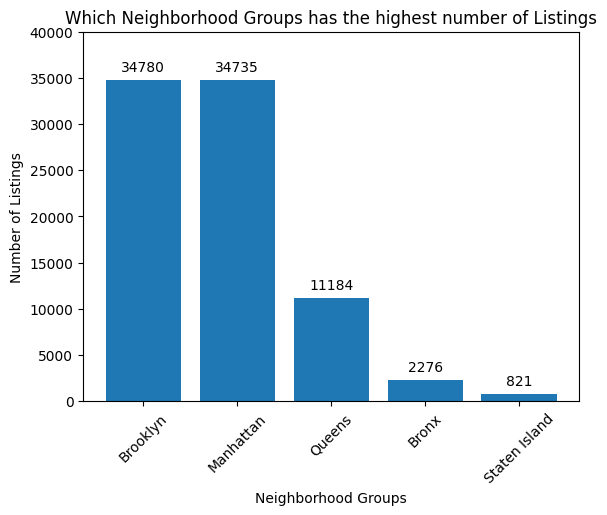 Which Neighborhood Groups has the highest number of Listings
40000
35000
30000
25000
20000
15000
10000
5000
0
Number of Listings
34780
34735
11184
2276
821
Brooklyn
Manhattan
Queens
Bronx
Staten Island
Neighborhood Groups